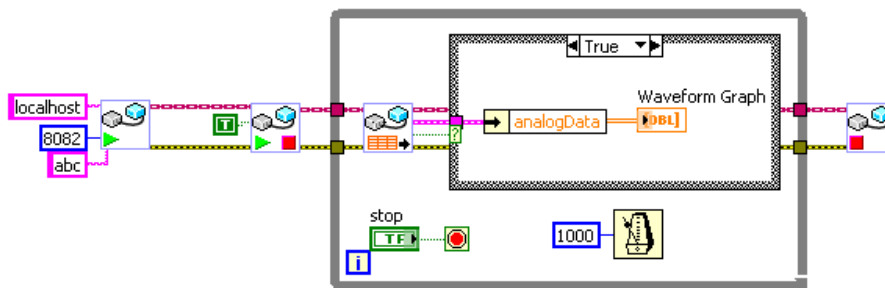 True
Waveform Graph
localhost
T
analogData
DBL]
8082
?
abc
stop
TF
1000
i